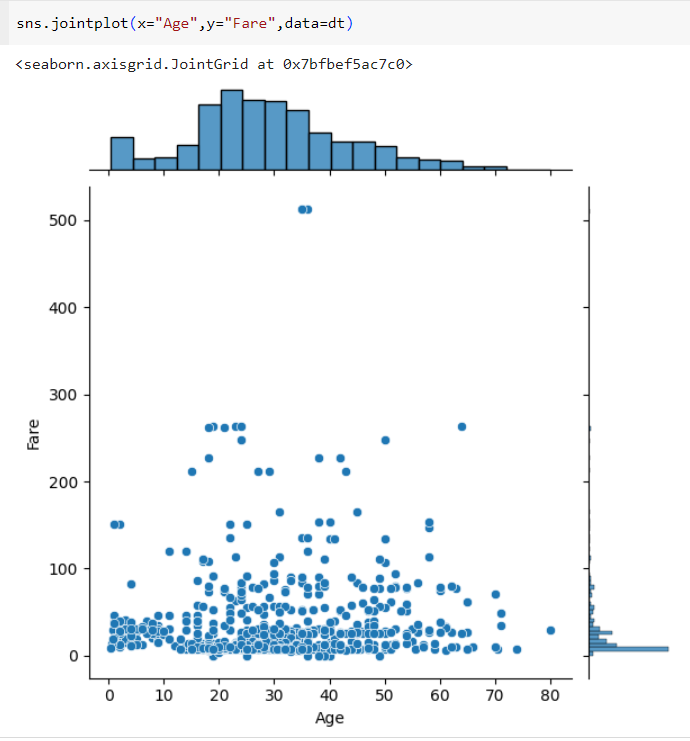 sns.jointplot(x="Age",y="Fare",data=dt)
<seaborn.axisgrid.JointGrid at 0x7bfbef5ac7c0>
500
400
300
200
100
0
Fare
0 10 20 30 40 50 60 70 80
Age